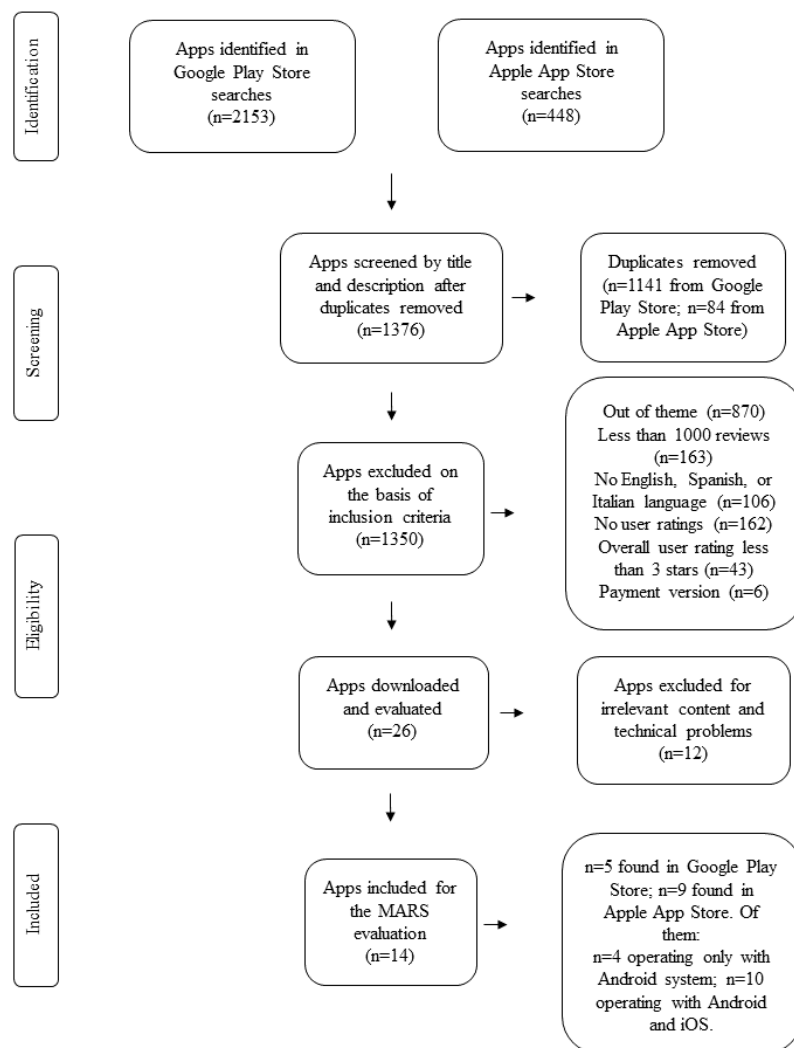 Identification
Apps identified in
Google Play Store
searches
(n=2153)
Apps identified in
Apple App Store
searches
(n=448)
Screening
Apps screened by title
and description after
duplicates removed
(n=1376)
Duplicates removed
(n=1141 from Google
Play Store; n=84 from
Apple App Store)
Apps excluded on
the basis of
inclusion criteria
(n=1350)
Out of theme (n=870)
Less than 1000 reviews
(n=163)
No English, Spanish, or
Italian language (n=106)
No user ratings (n=162)
Overall user rating less
than 3 stars (n=43)
Payment version (n=6)
Eligibility
Apps downloaded
and evaluated
(n=26)
Apps excluded for
irrelevant content and
technical problems
(n=12)
Included
Apps included for
the MARS
evaluation
(n=14)
n=5 found in Google Play
Store; n=9 found in
Apple App Store. Of
them:
n=4 operating only with
Android system; n=10
operating with Android
and iOS.